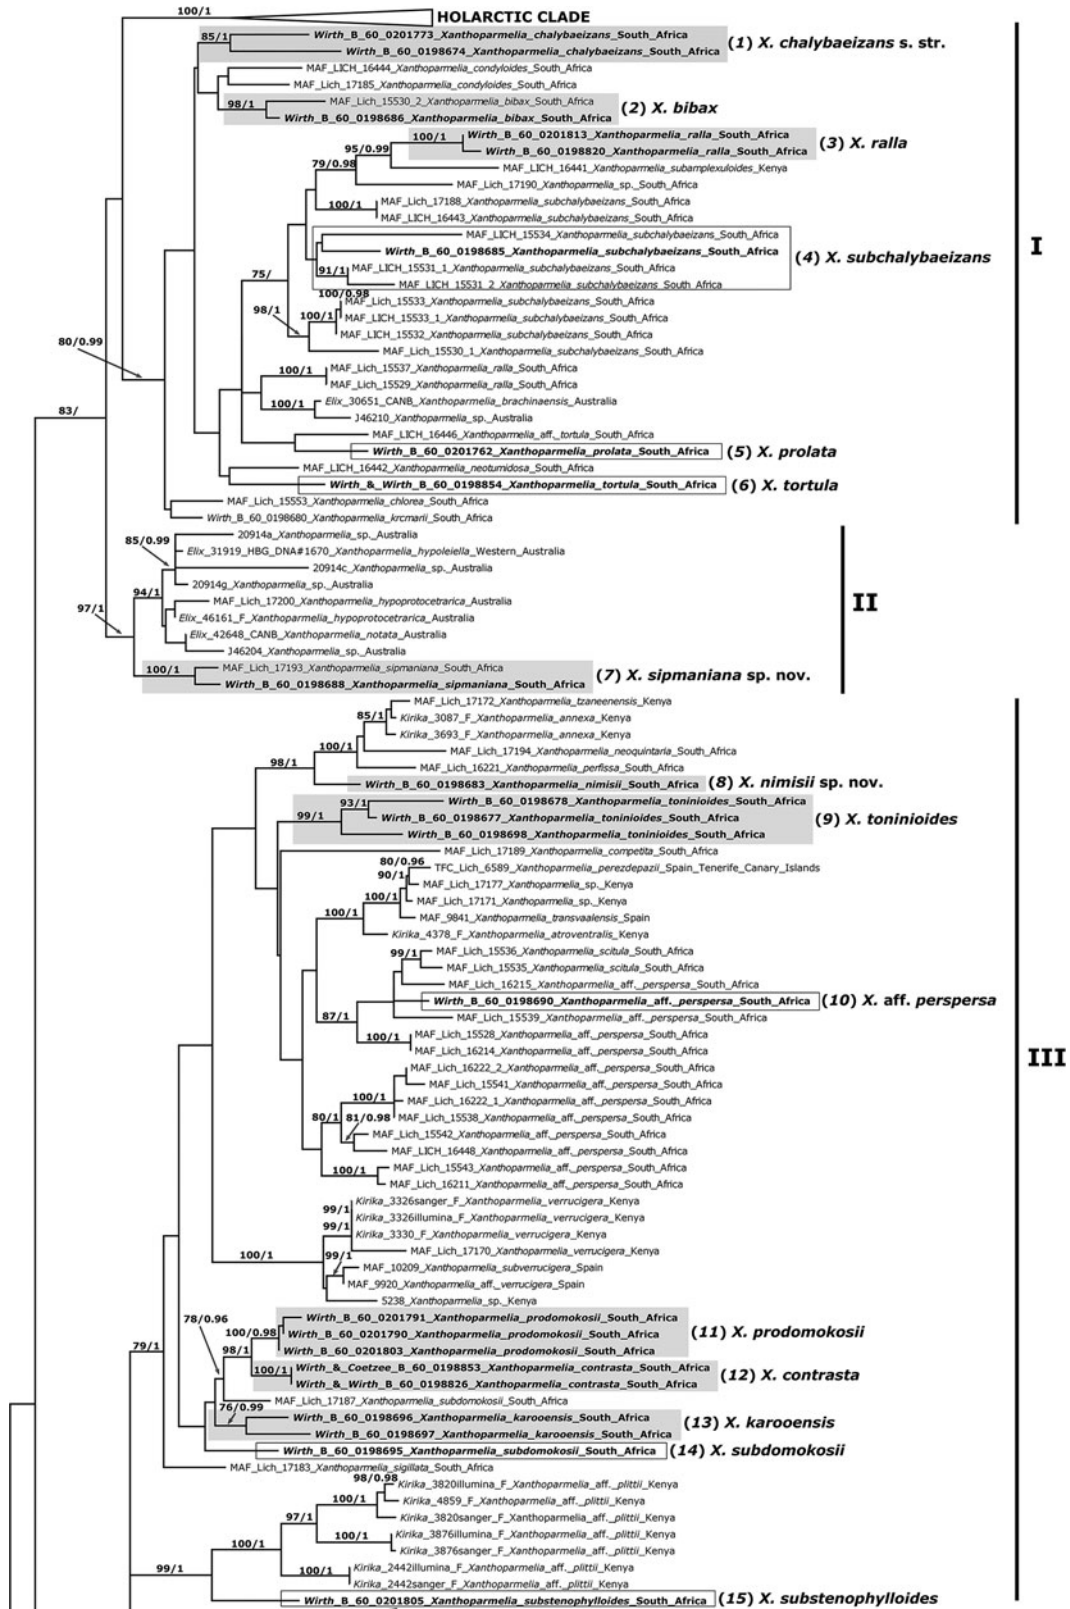 100/1
HOLARCTIC CLADE
85/1
Wirth_B_60_0201773_Xanthoparmelia_chalybaeizans_South_Africa
Wirth_B_60_0198674_Xanthoparmelia_chalybaeizans_South_Africa
(1) X. chalybaeizans s. str.
MAF_LICH_16444_Xanthoparmelia_condyloides_South_Africa
MAF_Lich_17185_Xanthoparmelia_condyloides_South_Africa
98/1
MAF_Lich_15530_2_Xanthoparmelia_bibax_South_Africa
Wirth_B_60_0198686_Xanthoparmelia_bibax_South_Africa
(2) X. bibax
100/1
Wirth_B_60_0201813_Xanthoparmelia_ralla_South_Africa
Wirth_B_60_0198820_Xanthoparmelia_ralla_South_Africa
(3) X. ralla
95/0.99
79/0.98
MAF_LICH_16441_Xanthoparmelia_subamplexuloides_Kenya
MAF_Lich_17190_Xanthoparmelia_sp._South_Africa
100/1
MAF_Lich_17188_Xanthoparmelia_subchalybaeizans_South_Africa
MAF_LICH_16443_Xanthoparmelia_subchalybaeizans_South_Africa
MAF_LICH_15534_Xanthoparmelia_subchalybaeizans_South_Africa
Wirth_B_60_0198685_Xanthoparmelia_subchalybaeizans_South_Africa
91/1
MAF_LICH_15531_1_Xanthoparmelia_subchalybaeizans_South_Africa
MAF_LICH_15531_2_Xanthoparmelia_subchalybaeizans_South_Africa
(4) X. subchalybaeizans
I
75/
100/0.98
98/1
100/1
MAF_Lich_15533_Xanthoparmelia_subchalybaeizans_South_Africa
MAF_LICH_15533_1_Xanthoparmelia_subchalybaeizans_South_Africa
MAF_LICH_15532_Xanthoparmelia_subchalybaeizans_South_Africa
MAF_Lich_15530_1_Xanthoparmelia_subchalybaeizans_South_Africa
80/0.99
100/1
MAF_Lich_15537_Xanthoparmelia_ralla_South_Africa
MAF_Lich_15529_Xanthoparmelia_ralla_South_Africa
100/1
Elix_30651_CANB_Xanthoparmelia_brachinaensis_Australia
J46210_Xanthoparmelia_sp._Australia
83/
MAF_LICH_16446_Xanthoparmelia_aff._tortula_South_Africa
Wirth_B_60_0201762_Xanthoparmelia_prolata_South_Africa
(5) X. prolata
MAF_LICH_16442_Xanthoparmelia_neotumidosa_South_Africa
Wirth_&_Wirth_B_60_0198854_Xanthoparmelia_tortula_South_Africa
(6) X. tortula
MAF_Lich_15553_Xanthoparmelia_chlorea_South_Africa
Wirth_B_60_0198680_Xanthoparmelia_krcmarii_South_Africa
85/0.99
20914a_Xanthoparmelia_sp._Australia
Elix_31919_HBG_DNA#1670_Xanthoparmelia_hypoleiella_Western_Australia
20914c_Xanthoparmelia_sp._Australia
20914g_Xanthoparmelia_sp._Australia
94/1
97/1
MAF_Lich_17200_Xanthoparmelia_hypoprotocetrarica_Australia
Elix_46161_F_Xanthoparmelia_hypoprotocetrarica_Australia
Elix_42648_CANB_Xanthoparmelia_notata_Australia
J46204_Xanthoparmelia_sp._Australia
II
100/1
MAF_Lich_17193_Xanthoparmelia_sipmaniana_South_Africa
Wirth_B_60_0198688_Xanthoparmelia_sipmaniana_South_Africa
(7) X. sipmaniana sp. nov.
85/1
MAF_Lich_17172_Xanthoparmelia_tzaneenensis_Kenya
Kirika_3087_F_Xanthoparmelia_annexa_Kenya
Kirika_3693_F_Xanthoparmelia_annexa_Kenya
100/1
MAF_Lich_17194_Xanthoparmelia_neoquintaria_South_Africa
98/1
MAF_Lich_16221_Xanthoparmelia_perfissa_South_Africa
Wirth_B_60_0198683_Xanthoparmelia_nimisii_South_Africa
(8) X. nimisii sp. nov.
93/1
99/1
Wirth_B_60_0198678_Xanthoparmelia_toninioides_South_Africa
Wirth_B_60_0198677_Xanthoparmelia_toninioides_South_Africa
Wirth_B_60_0198698_Xanthoparmelia_toninioides_South_Africa
(9) X. toninioides
MAF_Lich_17189_Xanthoparmelia_competita_South_Africa
80/0.96
90/1
TFC_Lich_6589_Xanthoparmelia_perezdepazii_Spain_Tenerife_Canary_Islands
MAF_Lich_17177_Xanthoparmelia_sp._Kenya
MAF_Lich_17171_Xanthoparmelia_sp._Kenya
100/1
MAF_9841_Xanthoparmelia_transvaalensis_Spain
Kirika_4378_F_Xanthoparmelia_atroventralis_Kenya
99/1
MAF_Lich_15536_Xanthoparmelia_scitula_South_Africa
MAF_Lich_15535_Xanthoparmelia_scitula_South_Africa
MAF_Lich_16215_Xanthoparmelia_aff._perspersa_South_Africa
Wirth_B_60_0198690_Xanthoparmelia_aff._perspersa_South_Africa
(10) X. aff. perspersa
87/1
MAF_Lich_15539_Xanthoparmelia_aff._perspersa_South_Africa
100/1
MAF_Lich_15528_Xanthoparmelia_aff._perspersa_South_Africa
MAF_Lich_16214_Xanthoparmelia_aff._perspersa_South_Africa
III
MAF_Lich_16222_2_Xanthoparmelia_aff._perspersa_South_Africa
MAF_Lich_15541_Xanthoparmelia_aff._perspersa_South_Africa
100/1
MAF_Lich_16222_1_Xanthoparmelia_aff._perspersa_South_Africa
80/1
81/0.98
MAF_Lich_15538_Xanthoparmelia_aff._perspersa_South_Africa
MAF_Lich_15542_Xanthoparmelia_aff._perspersa_South_Africa
MAF_LICH_16448_Xanthoparmelia_aff._perspersa_South_Africa
100/1
MAF_Lich_15543_Xanthoparmelia_aff._perspersa_South_Africa
MAF_Lich_16211_Xanthoparmelia_aff._perspersa_South_Africa
99/1
Kirika_3326sanger_F_Xanthoparmelia_verrucigera_Kenya
Kirika_3326illumina_F_Xanthoparmelia_verrucigera_Kenya
99/1
Kirika_3330_F_Xanthoparmelia_verrucigera_Kenya
MAF_Lich_17170_Xanthoparmelia_verrucigera_Kenya
100/1
99/1
MAF_10209_Xanthoparmelia_subverrucigera_Spain
MAF_9920_Xanthoparmelia_aff._verrucigera_Spain
5238_Xanthoparmelia_sp._Kenya
78/0.96
100/0.98
Wirth_B_60_0201791_Xanthoparmelia_prodomokosii_South_Africa
Wirth_B_60_0201790_Xanthoparmelia_prodomokosii_South_Africa
Wirth_B_60_0201803_Xanthoparmelia_prodomokosii_South_Africa
(11) X. prodomokosii
79/1
98/1
100/1
Wirth_&_Coetzee_B_60_0198853_Xanthoparmelia_contrasta_South_Africa
Wirth_&_Wirth_B_60_0198826_Xanthoparmelia_contrasta_South_Africa
(12) X. contrasta
MAF_Lich_17187_Xanthoparmelia_subdomokosii_South_Africa
76/0.99
Wirth_B_60_0198696_Xanthoparmelia_karooensis_South_Africa
Wirth_B_60_0198697_Xanthoparmelia_karooensis_South_Africa
(13) X. karooensis
Wirth_B_60_0198695_Xanthoparmelia_subdomokosii_South_Africa
(14) X. subdomokosii
MAF_Lich_17183_Xanthoparmelia_sigillata_South_Africa
98/0.98
Kirika_3820illumina_F_Xanthoparmelia_aff._plittii_Kenya
100/1
Kirika_4859_F_Xanthoparmelia_aff._plittii_Kenya
97/1
Kirika_3820sanger_F_Xanthoparmelia_aff._plittii_Kenya
100/1
Kirika_3876illumina_F_Xanthoparmelia_aff._plittii_Kenya
Kirika_3876sanger_F_Xanthoparmelia_aff._plittii_Kenya
100/1
99/1
100/1
Kirika_2442illumina_F_Xanthoparmelia_aff._plittii_Kenya
Kirika_2442sanger_F_Xanthoparmelia_aff._plittii_Kenya
Wirth_B_60_0201805_Xanthoparmelia_substenophylloides_South_Africa
(15) X. substenophylloides